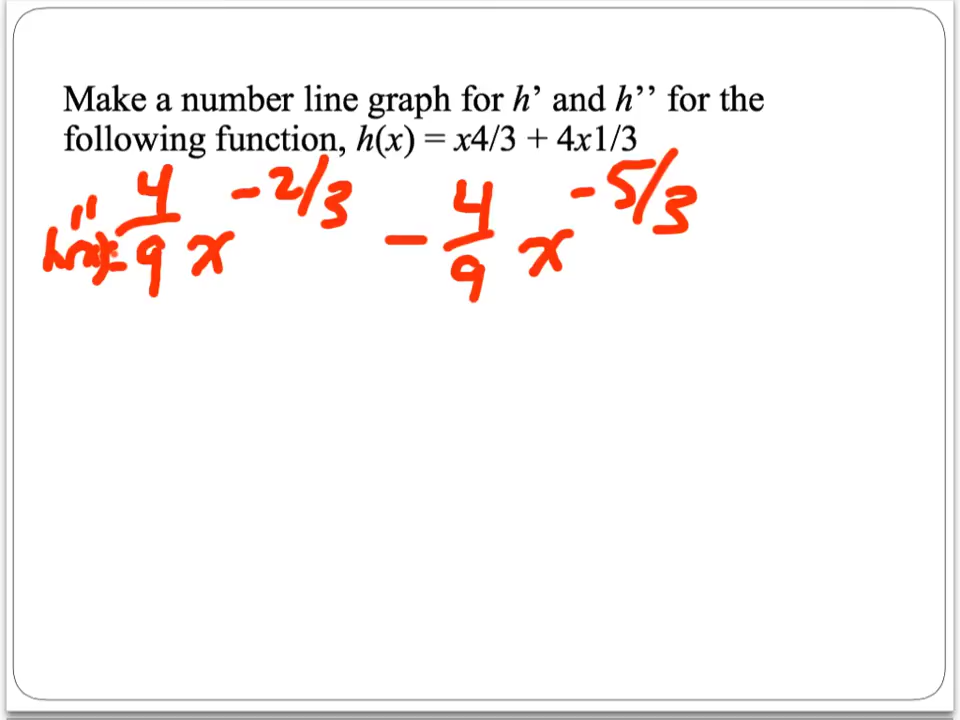 Make a number line graph for h’ and h’’ for the
following function, h(x) = x4/3 + 4x1/3
h''(x)= 4/9 x^-2/3 - 4/9 x^-5/3